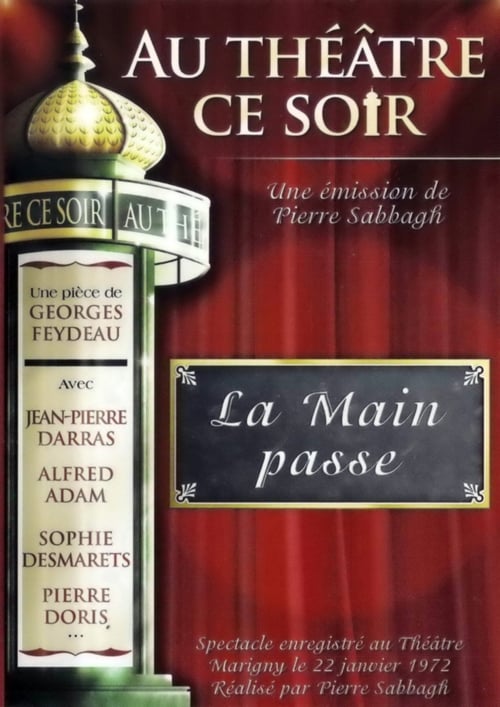 AU THÉÂTRE
CE SOIR
Une émission de
Pierre Sabbagh
RE CE SOIR AU TH
Une pièce de
GEORGES
FEYDEAU
Avec
JEAN-PIERRE
DARRAS
ALFRED
ADAM
SOPHIE
DESMARETS
PIERRE
DORIS
...
La Main
passe
Spectacle enregistré au Théâtre
Marigny le 22 janvier 1972
Réalisé par Pierre Sabbagh